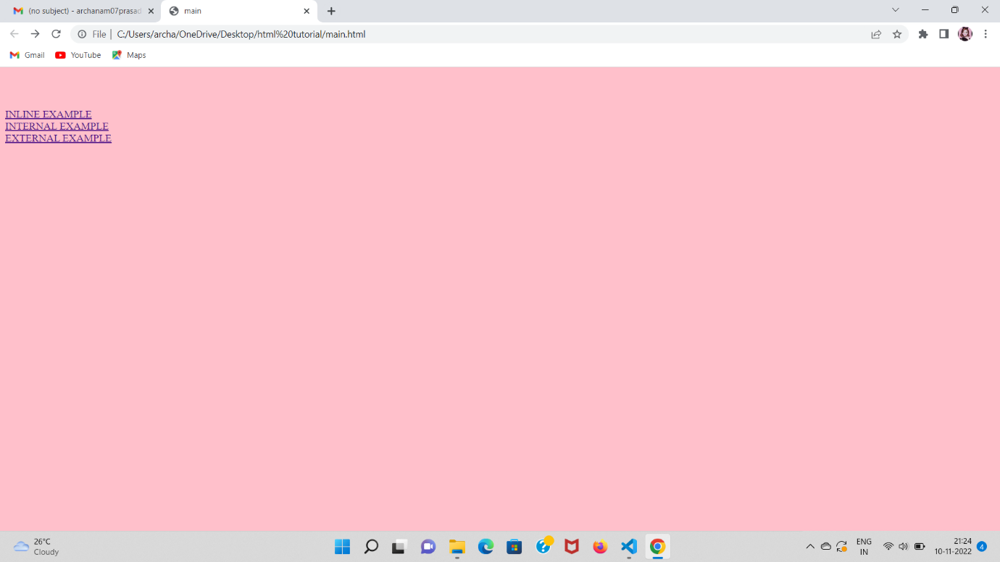 (no subject) - archanam07prasad
main
File
C:/Users/archa/OneDrive/Desktop/html%20tutorial/main.html
Gmail
YouTube
Maps
INLINE EXAMPLE
INTERNAL EXAMPLE
EXTERNAL EXAMPLE
26°C
Cloudy
ENG
IN
21:24
10-11-2022
4